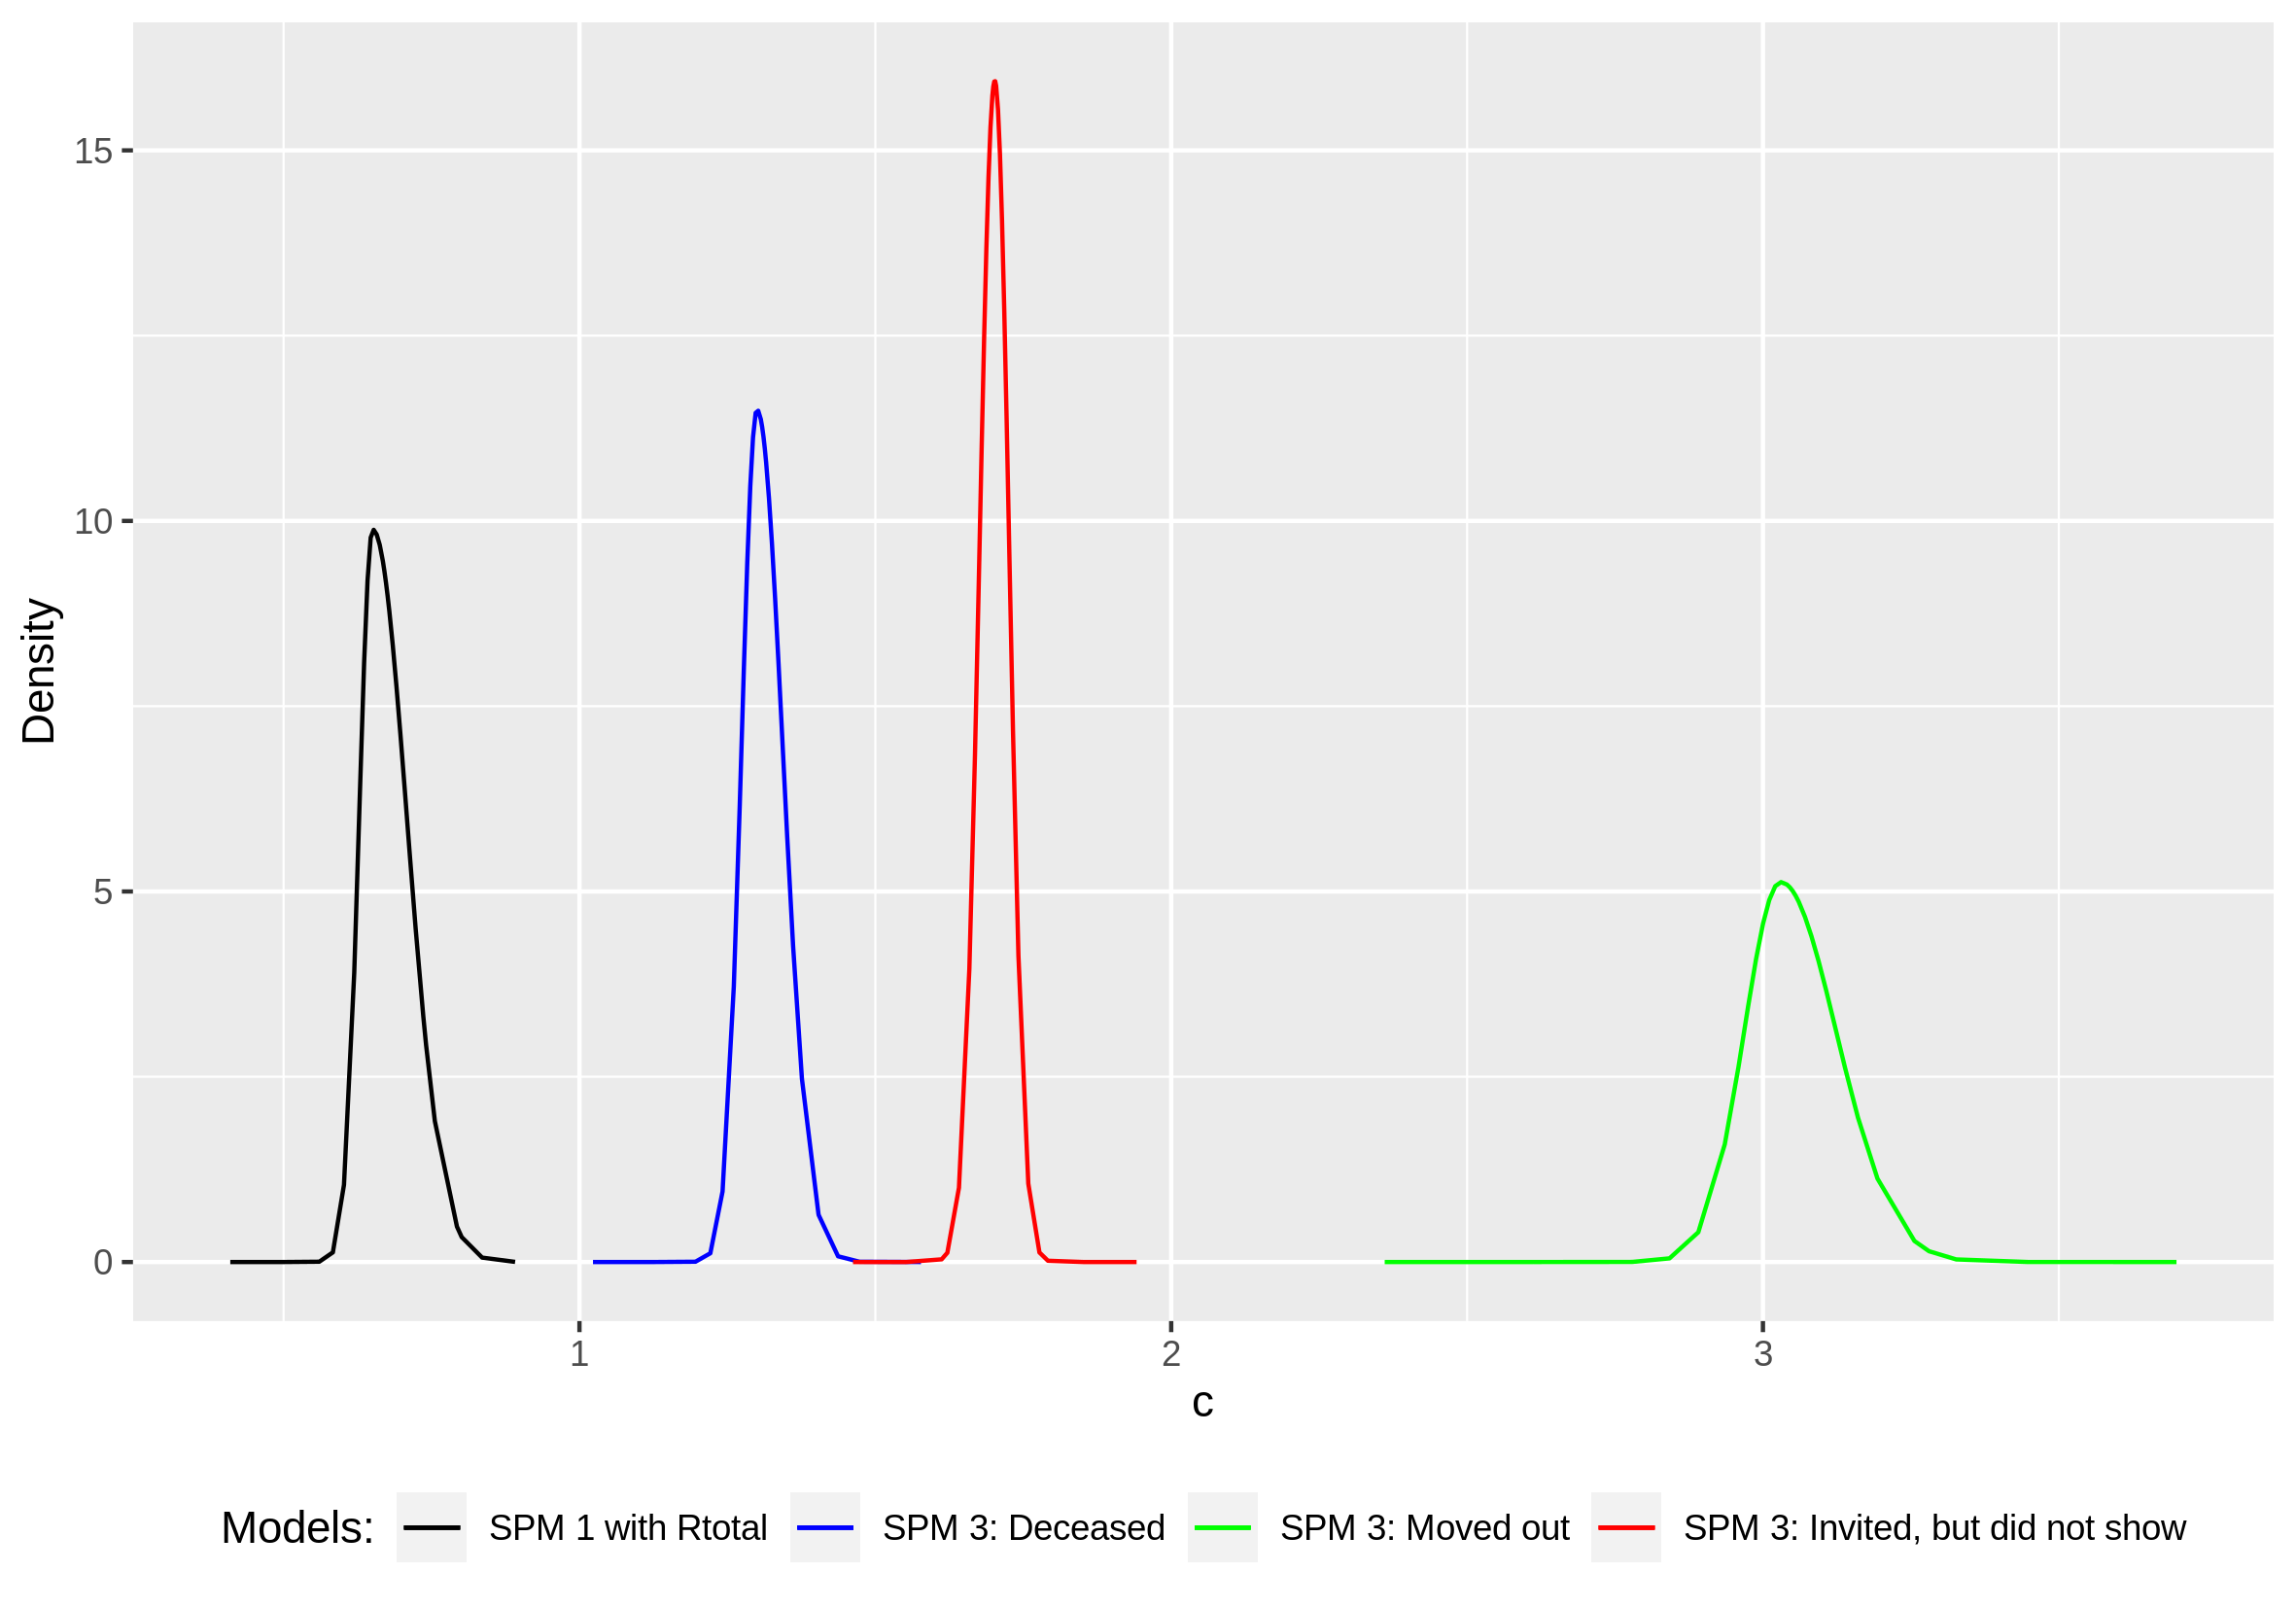 15
10
5
0
Density
1 2 3
c
Models: SPM 1 with Rtotal SPM 3: Deceased SPM 3: Moved out SPM 3: Invited, but did not show